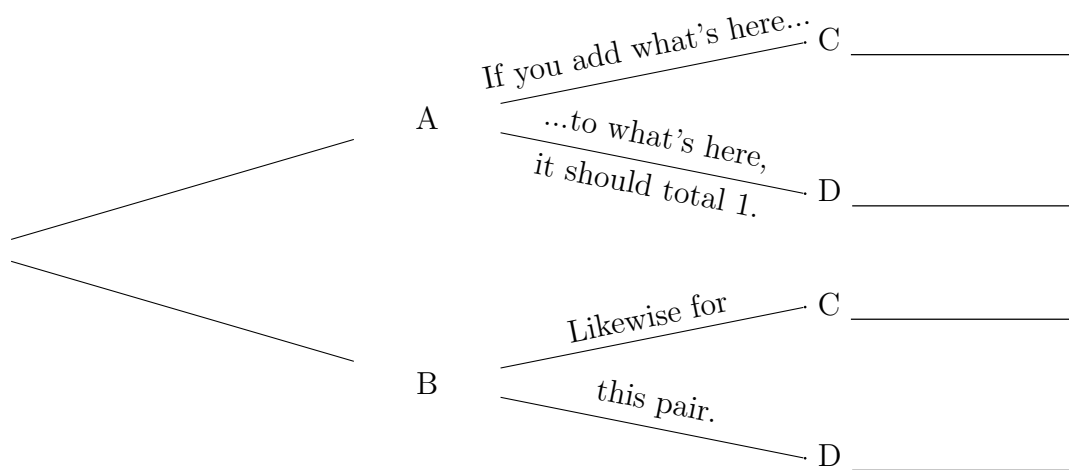 If you add what's here...
C
A
...to what's here,
it should total 1.
D
Likewise for
C
B
this pair.
D